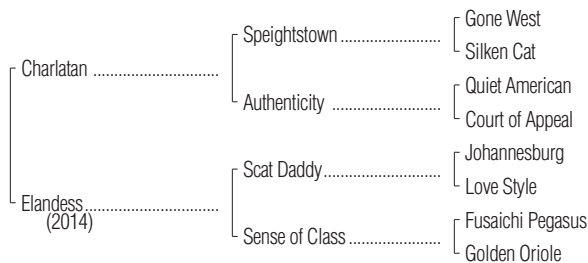 Gone West
Speightstown
Silken Cat
Charlatan
Quiet American
Authenticity
Court of Appeal
Johannesburg
Scat Daddy
Love Style
Elandess
(2014)
Fusaichi Pegasus
Sense of Class
Golden Oriole